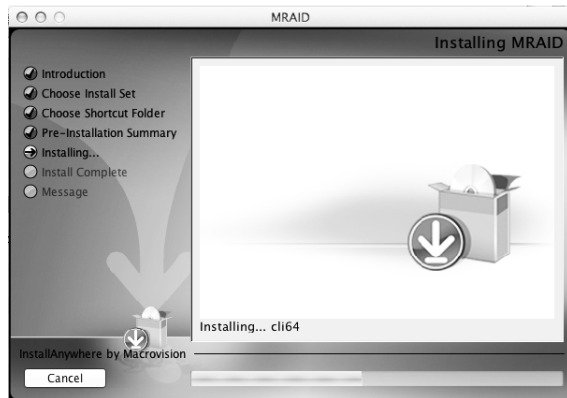 MRAID
Installing MRAID
Introduction
Choose Install Set
Choose Shortcut Folder
Pre-Installation Summary
Installing...
Install Complete
Message
Installing... cli64
InstallAnywhere by Macrovision
Cancel